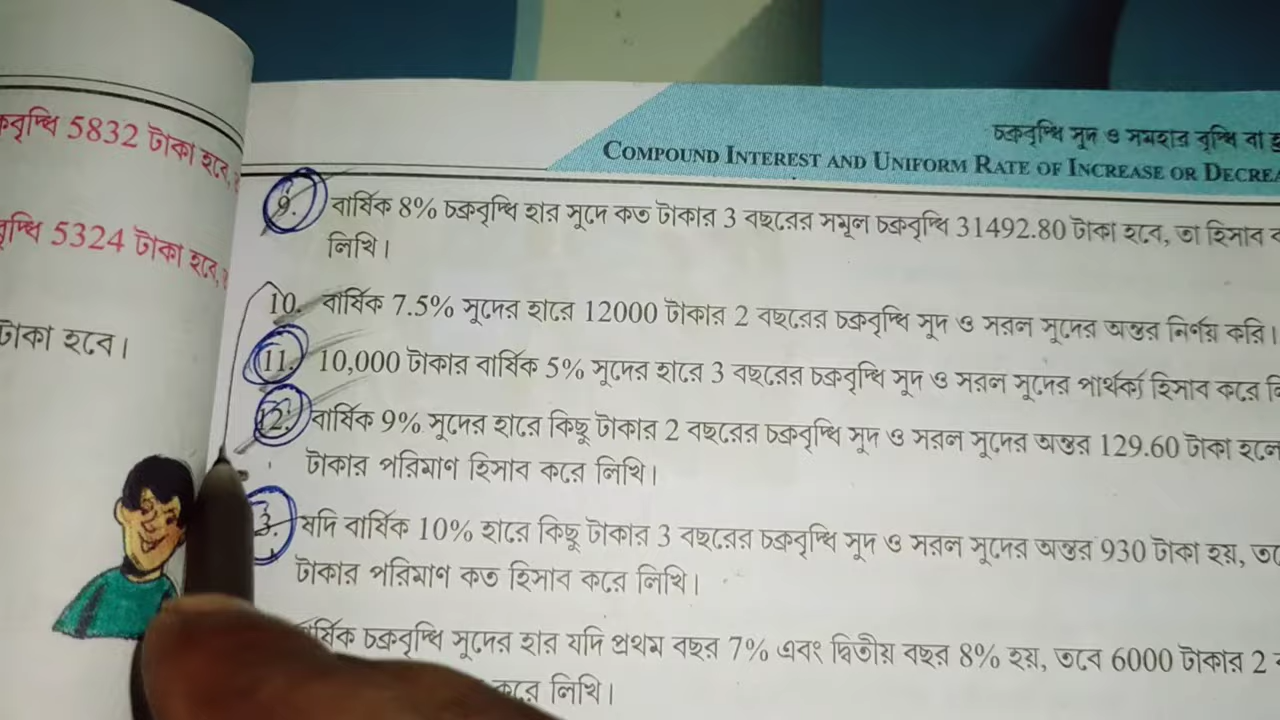 5832 টাকা হবে,
5324 টাকা হবে,
টাকা হবে।
চক্রবৃদ্ধি সুদ ও সমহার বৃদ্ধি বা
COMPOUND INTEREST AND UNIFORM RATE OF INCREASE OR
9. বার্ষিক 8% চক্রবৃদ্ধি হার সুদে কত টাকার 3 বছরের সমূল চক্রবৃদ্ধি 31492.80 টাকা হবে, তা হিসাব
লিখি।
10. বার্ষিক 7.5% সুদের হারে 12000 টাকার 2 বছরের চক্রবৃদ্ধি সুদ ও সরল সুদের অন্তর নির্ণয় করি।
11. 10,000 টাকার বার্ষিক 5% সুদের হারে 3 বছরের চক্রবৃদ্ধি সুদ ও সরল সুদের পার্থক্য হিসাব করে
12. বার্ষিক 9% সুদের হারে কিছু টাকার 2 বছরের চক্রবৃদ্ধি সুদ ও সরল সুদের অন্তর 129.60 টাকা হলে
টাকার পরিমাণ হিসাব করে লিখি।
3. যদি বার্ষিক 10% হারে কিছু টাকার 3 বছরের চক্রবৃদ্ধি সুদ ও সরল সুদের অন্তর 930 টাকা হয়,
টাকার পরিমাণ কত হিসাব করে লিখি।
চক্রবৃদ্ধি সুদের হার যদি প্রথম বছর 7% এবং দ্বিতীয় বছর 8% হয়, তবে 6000 টাকার 2
করে লিখি।